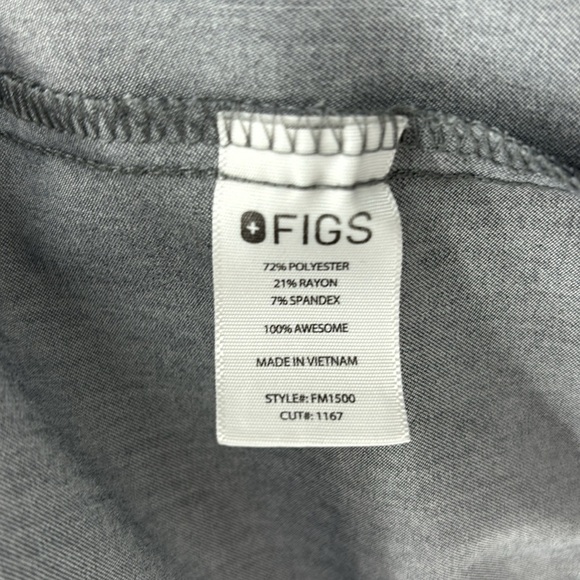 FIGS
72% POLYESTER
21% RAYON
7% SPANDEX
100% AWESOME
MADE IN VIETNAM
STYLE#: FM1500
CUT#: 1167